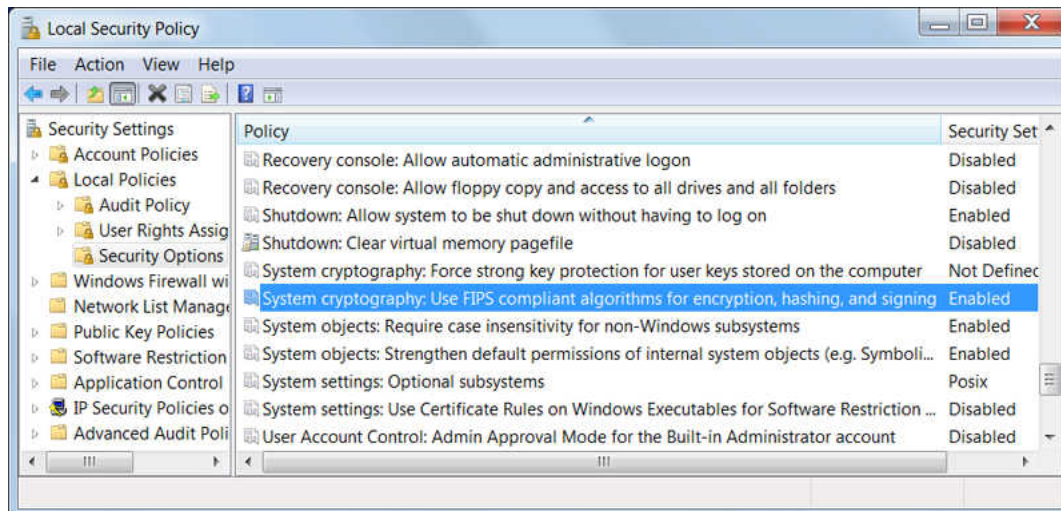 Local Security Policy
File Action View Help
Security Settings
Account Policies
Local Policies
Audit Policy
User Rights Assig
Security Options
Windows Firewall wi
Network List Manage
Public Key Policies
Software Restriction
Application Control
IP Security Policies o
Advanced Audit Poli
Policy Security Set
Recovery console: Allow automatic administrative logon Disabled
Recovery console: Allow floppy copy and access to all drives and all folders Disabled
Shutdown: Allow system to be shut down without having to log on Enabled
Shutdown: Clear virtual memory pagefile Disabled
System cryptography: Force strong key protection for user keys stored on the computer Not Defined
System cryptography: Use FIPS compliant algorithms for encryption, hashing, and signing Enabled
System objects: Require case insensitivity for non-Windows subsystems Enabled
System objects: Strengthen default permissions of internal system objects (e.g. Symboli... Enabled
System settings: Optional subsystems Posix
System settings: Use Certificate Rules on Windows Executables for Software Restriction ... Disabled
User Account Control: Admin Approval Mode for the Built-in Administrator account Disabled